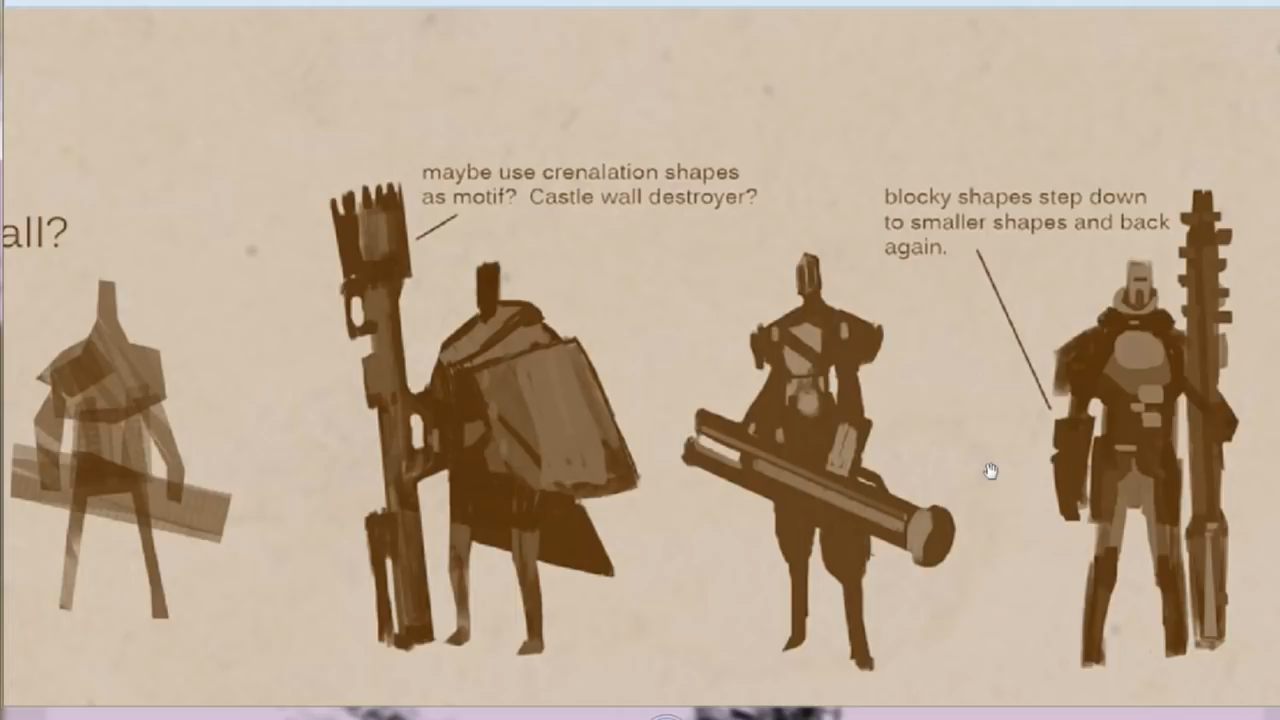 all?
maybe use crenalation shapes
as motif?  Castle wall destroyer?
blocky shapes step down
to smaller shapes and back
again.